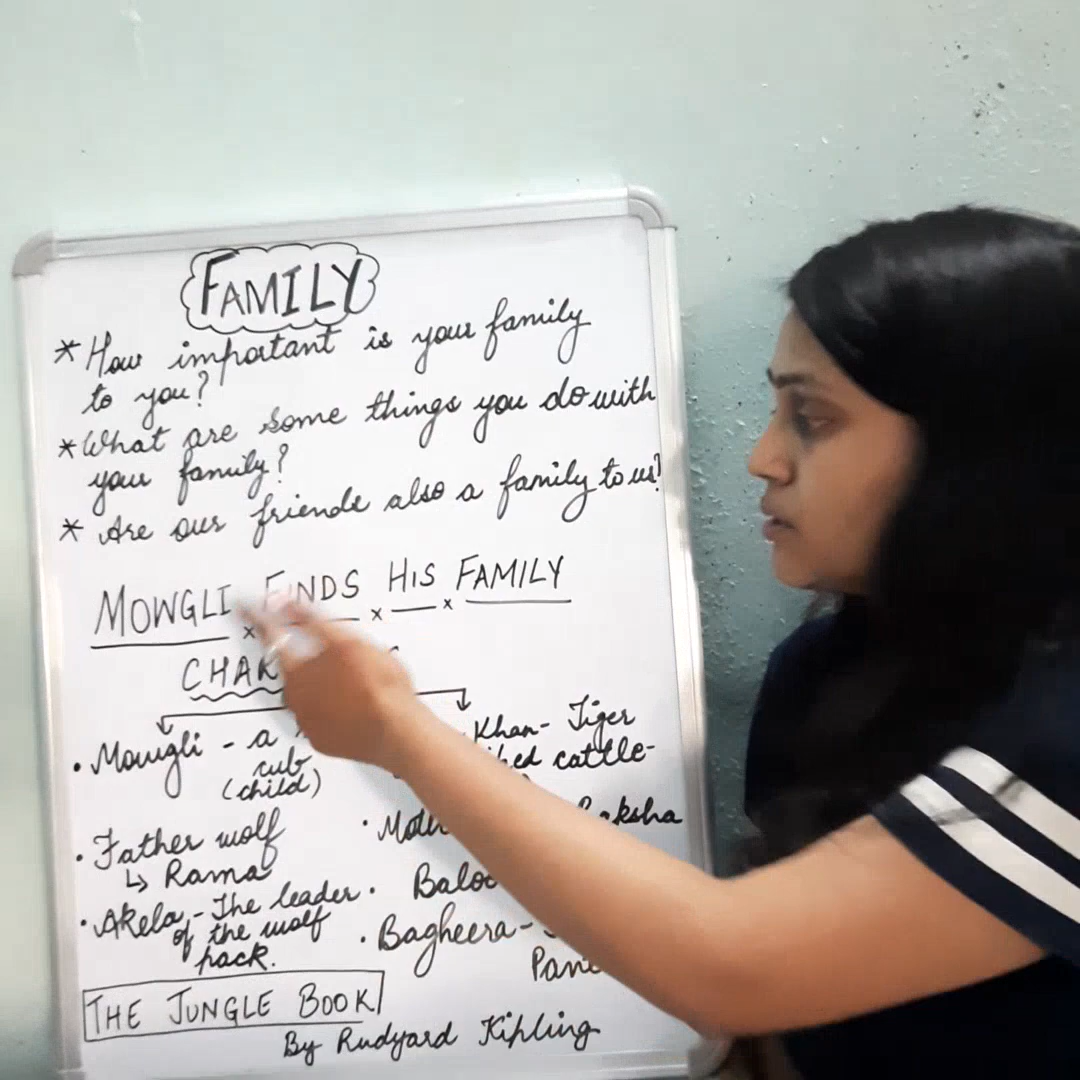 FAMILY
* How important is your family
to you?
* What are some things you do with
your family?
* Are our friends also a family to us?
MOWGLI FINDS HIS FAMILY
• Mowgli - a
cub
(child)
Khan - Tiger
cattle-
• Father wolf
↳ Rama
Raksha
• Akela - The leader
of the wolf
pack.
• Bagheera -
THE JUNGLE BOOK
By Rudyard Kipling